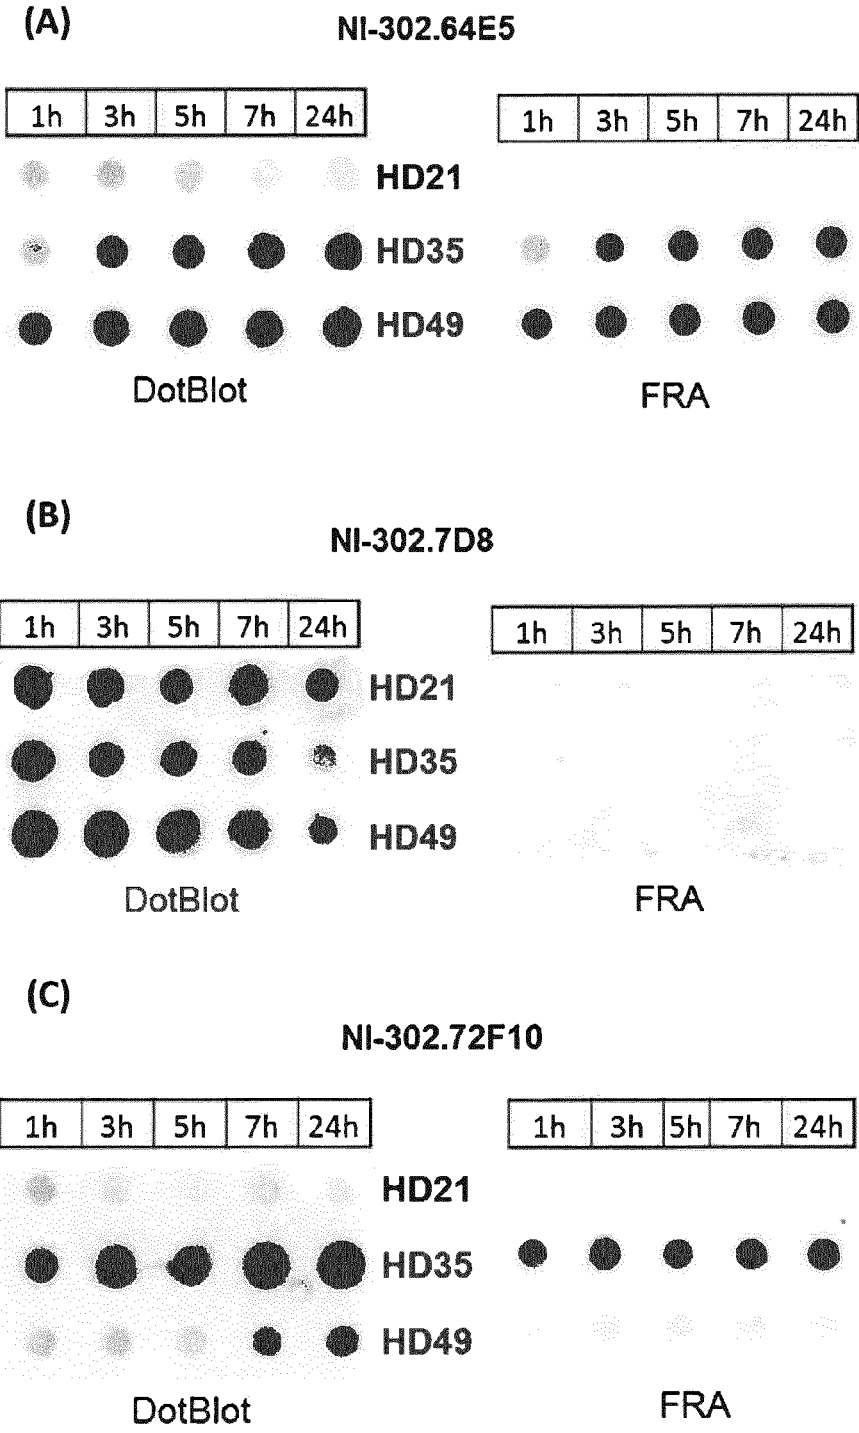 (A)
NI-302.64E5
1h 3h 5h 7h 24h
1h 3h 5h 7h 24h
HD21
HD35
HD49
DotBlot
FRA
(B)
NI-302.7D8
1h 3h 5h 7h 24h
1h 3h 5h 7h 24h
HD21
HD35
HD49
DotBlot
FRA
(C)
NI-302.72F10
1h 3h 5h 7h 24h
1h 3h 5h 7h 24h
HD21
HD35
HD49
DotBlot
FRA